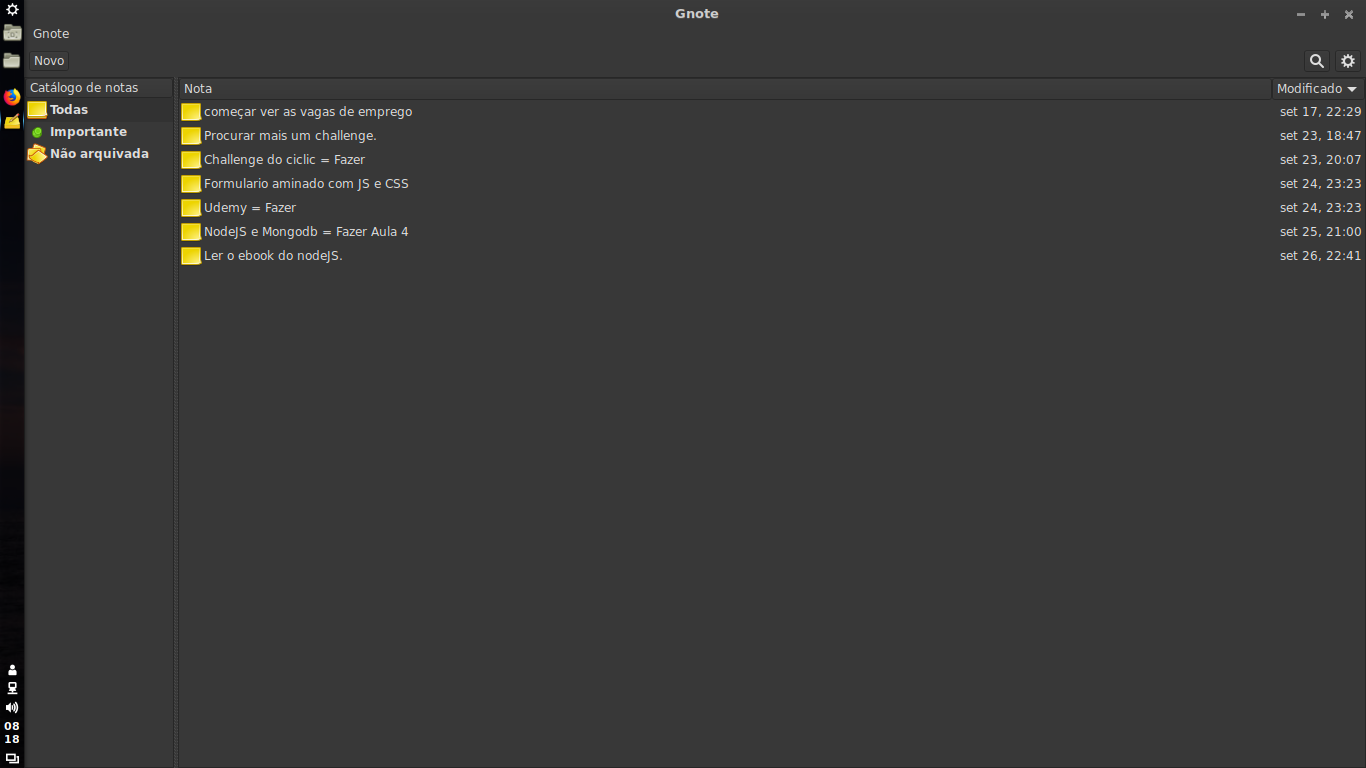 Gnote
Gnote
Novo
Catálogo de notas
Todas
Importante
Não arquivada
Nota Modificado
começar ver as vagas de emprego set 17, 22:29
Procurar mais um challenge. set 23, 18:47
Challenge do ciclic = Fazer set 23, 20:07
Formulario aminado com JS e CSS set 24, 23:23
Udemy = Fazer set 24, 23:23
NodeJS e Mongodb = Fazer Aula 4 set 25, 21:00
Ler o ebook do nodeJS. set 26, 22:41
08
18